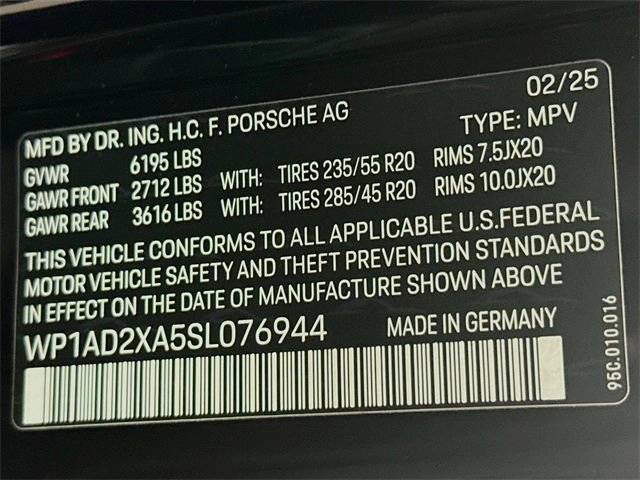 02/25
MFD BY DR. ING. H.C. F. PORSCHE AG TYPE: MPV
GVWR 6195 LBS
GAWR FRONT 2712 LBS WITH: TIRES 235/55 R20 RIMS 7.5JX20
GAWR REAR 3616 LBS WITH: TIRES 285/45 R20 RIMS 10.0JX20
THIS VEHICLE CONFORMS TO ALL APPLICABLE U.S.FEDERAL
MOTOR VEHICLE SAFETY AND THEFT PREVENTION STANDARDS
IN EFFECT ON THE DATE OF MANUFACTURE SHOWN ABOVE
WP1AD2XA5SL076944 MADE IN GERMANY
95C.010.016